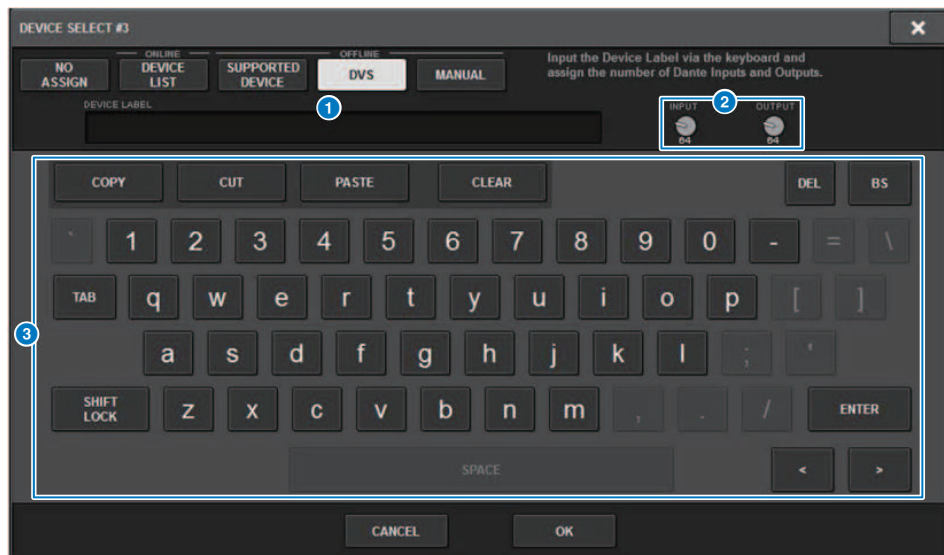 DEVICE SELECT #3
×
ONLINE
OFFLINE
NO ASSIGN
DEVICE LIST
SUPPORTED DEVICE
DVS
MANUAL
Input the Device Label via the keyboard and
assign the number of Dante Inputs and Outputs.
1
2
DEVICE LABEL
INPUT
OUTPUT
64
64
COPY CUT PASTE CLEAR DEL BS
` 1 2 3 4 5 6 7 8 9 0 - = \
TAB q w e r t y u i o p [ ]
3
a s d f g h j k l ; '
SHIFT LOCK z x c v b n m , . / ENTER
SPACE < >
CANCEL OK